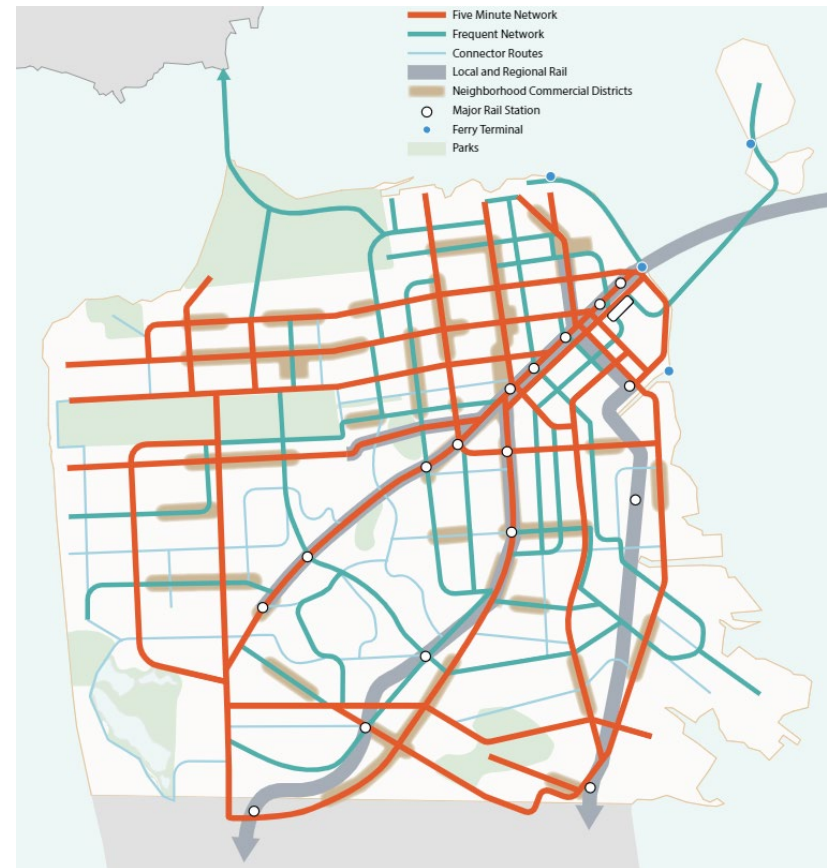 Five Minute Network
Frequent Network
Connector Routes
Local and Regional Rail
Neighborhood Commercial Districts
Major Rail Station
Ferry Terminal
Parks